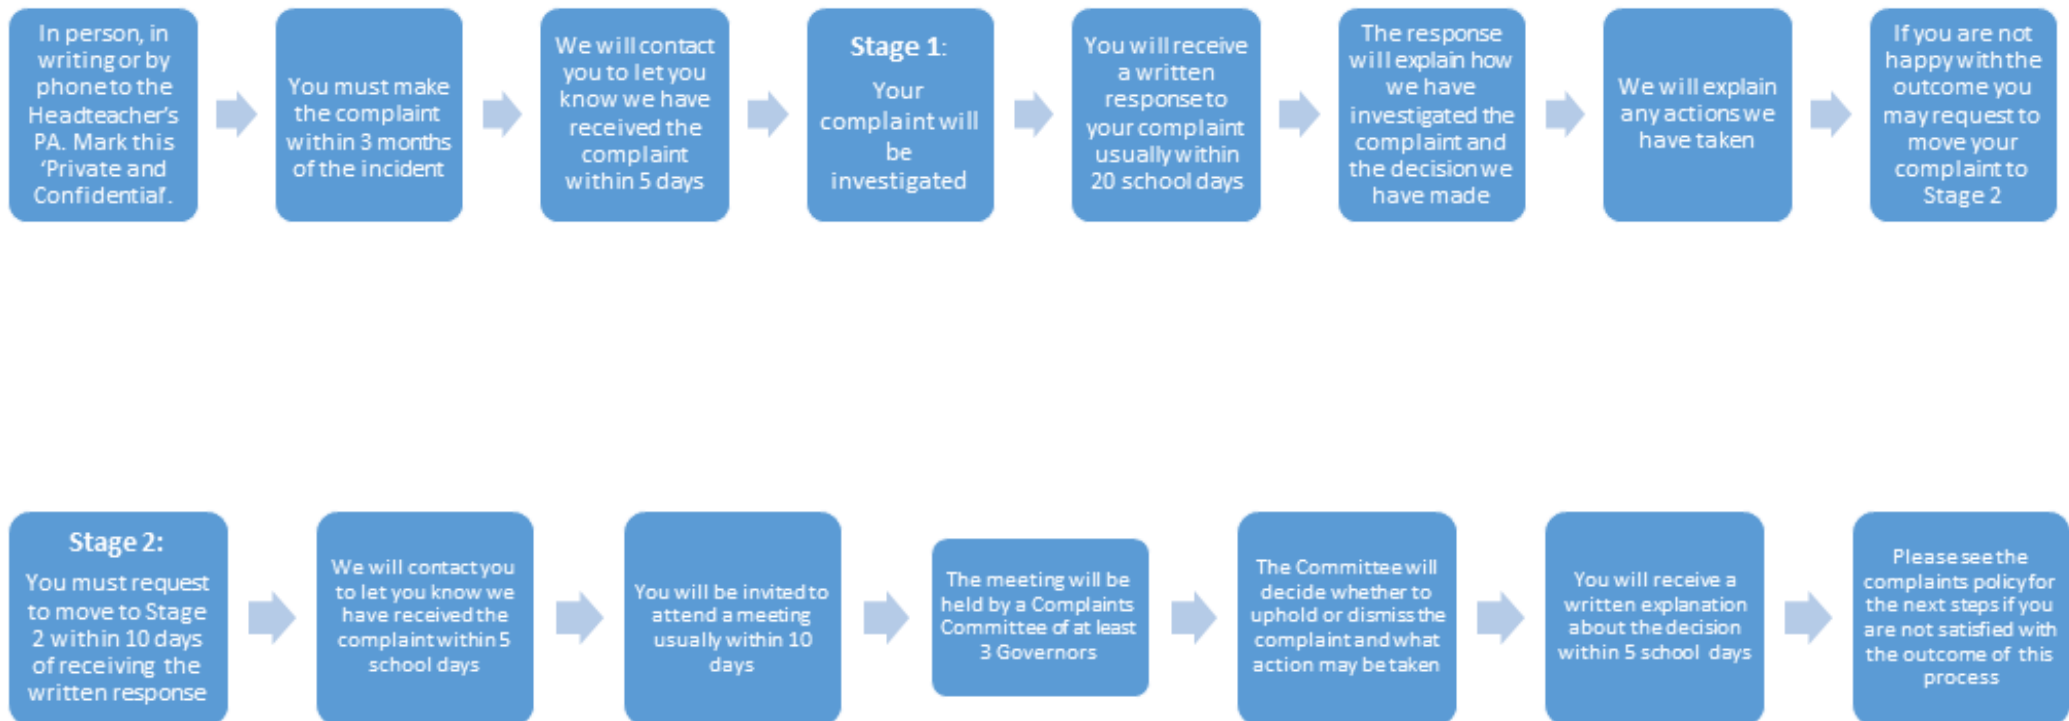 In person, in
writing or by
phone to the
Headteacher's
PA. Mark this
'Private and
Confidential'.
You must make
the complaint
within 3 months
of the incident
We will contact
you to let you
know we have
received the
complaint
within 5 days
Stage 1:
Your
complaint will
be
investigated
You will receive
a written
response to
your complaint
usually within
20 school days
The response
will explain how
we have
investigated the
complaint and
the decision we
have made
We will explain
any actions we
have taken
If you are not
happy with the
outcome you
may request to
move your
complaint to
Stage 2
Stage 2:
You must request
to move to Stage
2 within 10 days
of receiving the
written response
We will contact you
to let you know we
have received the
complaint within 5
school days
You will be invited to
attend a meeting
usually within 10
days
The meeting will be
held by a Complaints
Committee of at least
3 Governors
The Committee will
decide whether to
uphold or dismiss the
complaint and what
action may be taken
You will receive a
written explanation
about the decision
within 5 school days
Please see the
complaints policy for
the next steps if you
are not satisfied with
the outcome of this
process